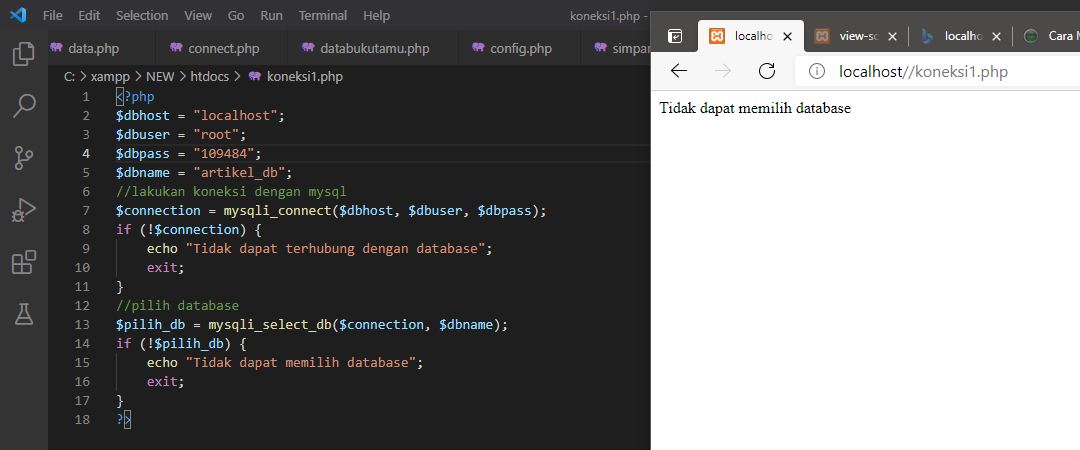 File Edit Selection View Go Run Terminal Help koneksi1.php -
data.php connect.php databukutamu.php config.php simpan
C: > xampp > NEW > htdocs > koneksi1.php
1 <?php
2 $dbhost = "localhost";
3 $dbuser = "root";
4 $dbpass = "109484";
5 $dbname = "artikel_db";
6 //lakukan koneksi dengan mysql
7 $connection = mysqli_connect($dbhost, $dbuser, $dbpass);
8 if (!$connection) {
9 echo "Tidak dapat terhubung dengan database";
10 exit;
11 }
12 //pilih database
13 $pilih_db = mysqli_select_db($connection, $dbname);
14 if (!$pilih_db) {
15 echo "Tidak dapat memilih database";
16 exit;
17 }
18 ?>
localho view-so localho Cara M
localhost//koneksi1.php
Tidak dapat memilih database